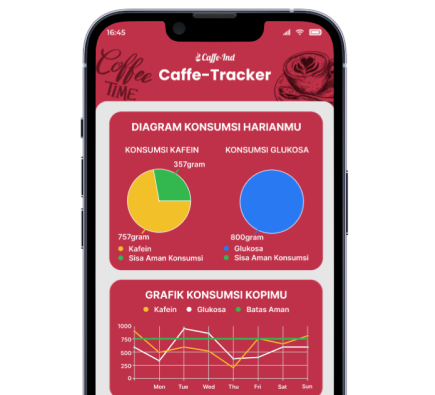 16:45
Caffe-Ind
Caffe-Tracker
Coffee
TIME
DIAGRAM KONSUMSI HARIANMU
KONSUMSI KAFEIN
357gram
757gram
Kafein
Sisa Aman Konsumsi
KONSUMSI GLUKOSA
800gram
Glukosa
Sisa Aman Konsumsi
GRAFIK KONSUMSI KOPIMU
Kafein Glukosa Batas Aman
1000
750
500
250
0
Mon Tue Wed Thu Fri Sat Sun